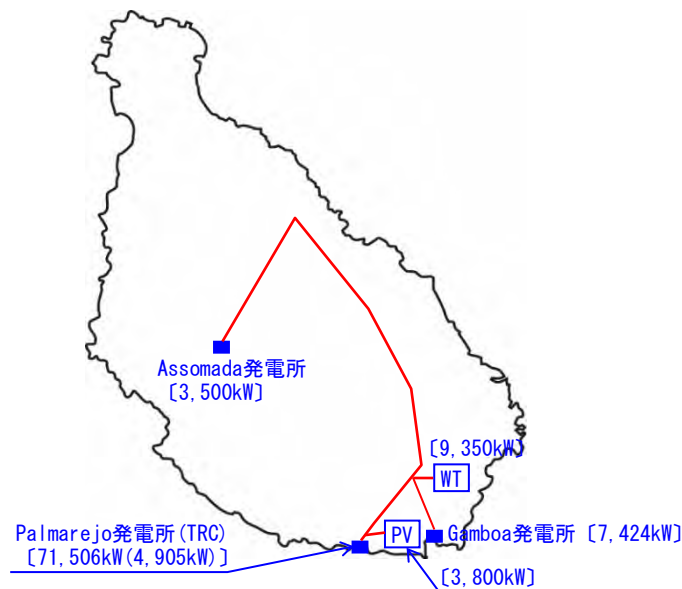 Assomada発電所
〔3,500kW〕
〔9,350kW〕
WT
Palmarejo発電所(TRC)
〔71,506kW(4,905kW)〕
PV
Gamboa発電所〔7,424kW〕
〔3,800kW〕